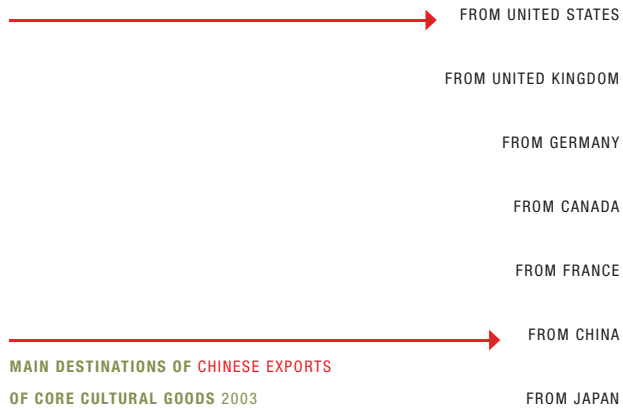 FROM UNITED STATES
FROM UNITED KINGDOM
FROM GERMANY
FROM CANADA
FROM FRANCE
FROM CHINA
MAIN DESTINATIONS OF CHINESE EXPORTS
OF CORE CULTURAL GOODS 2003
FROM JAPAN